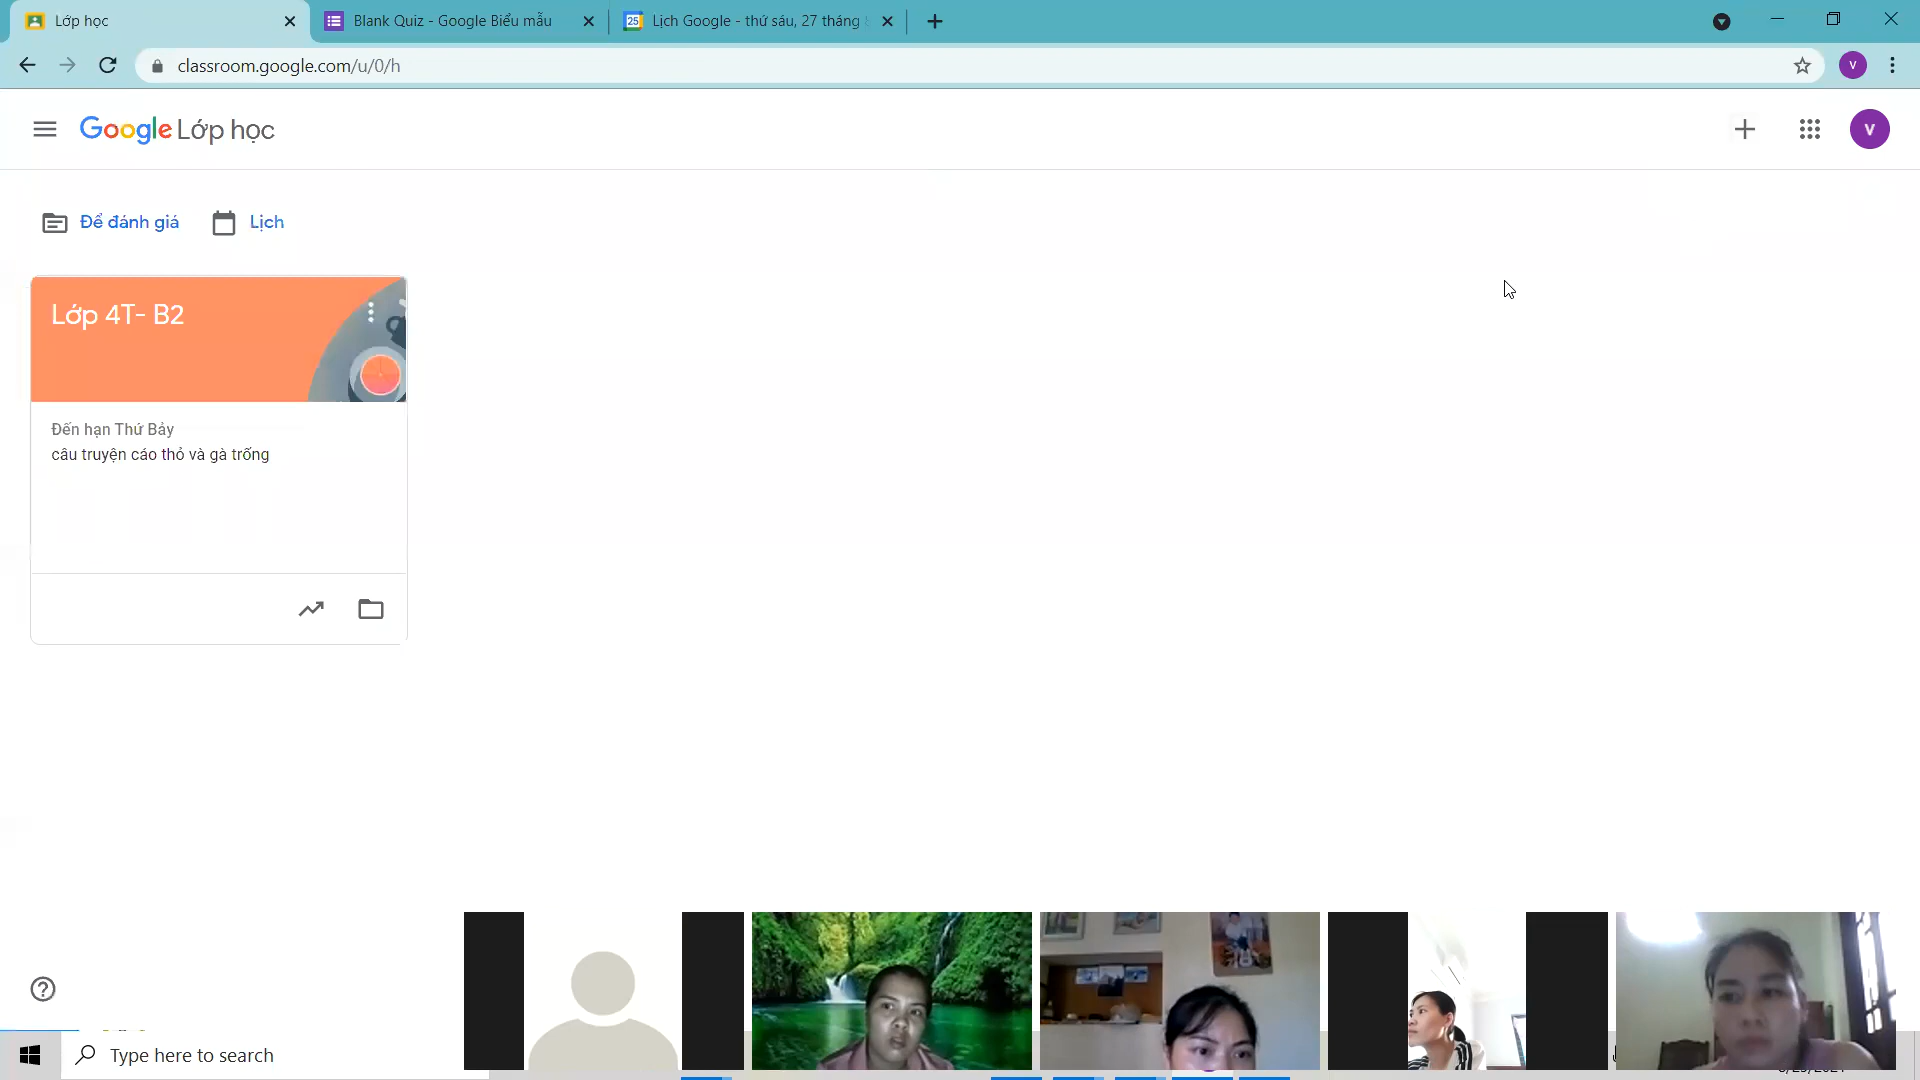 Lớp học
Blank Quiz - Google Biểu mẫu
Lịch Google - thứ sáu, 27 tháng
classroom.google.com/u/0/h
V
Google Lớp học
V
Để đánh giá
Lịch
Lớp 4T- B2
Đến hạn Thứ Bảy
câu truyện cáo thỏ và gà trống
Type here to search